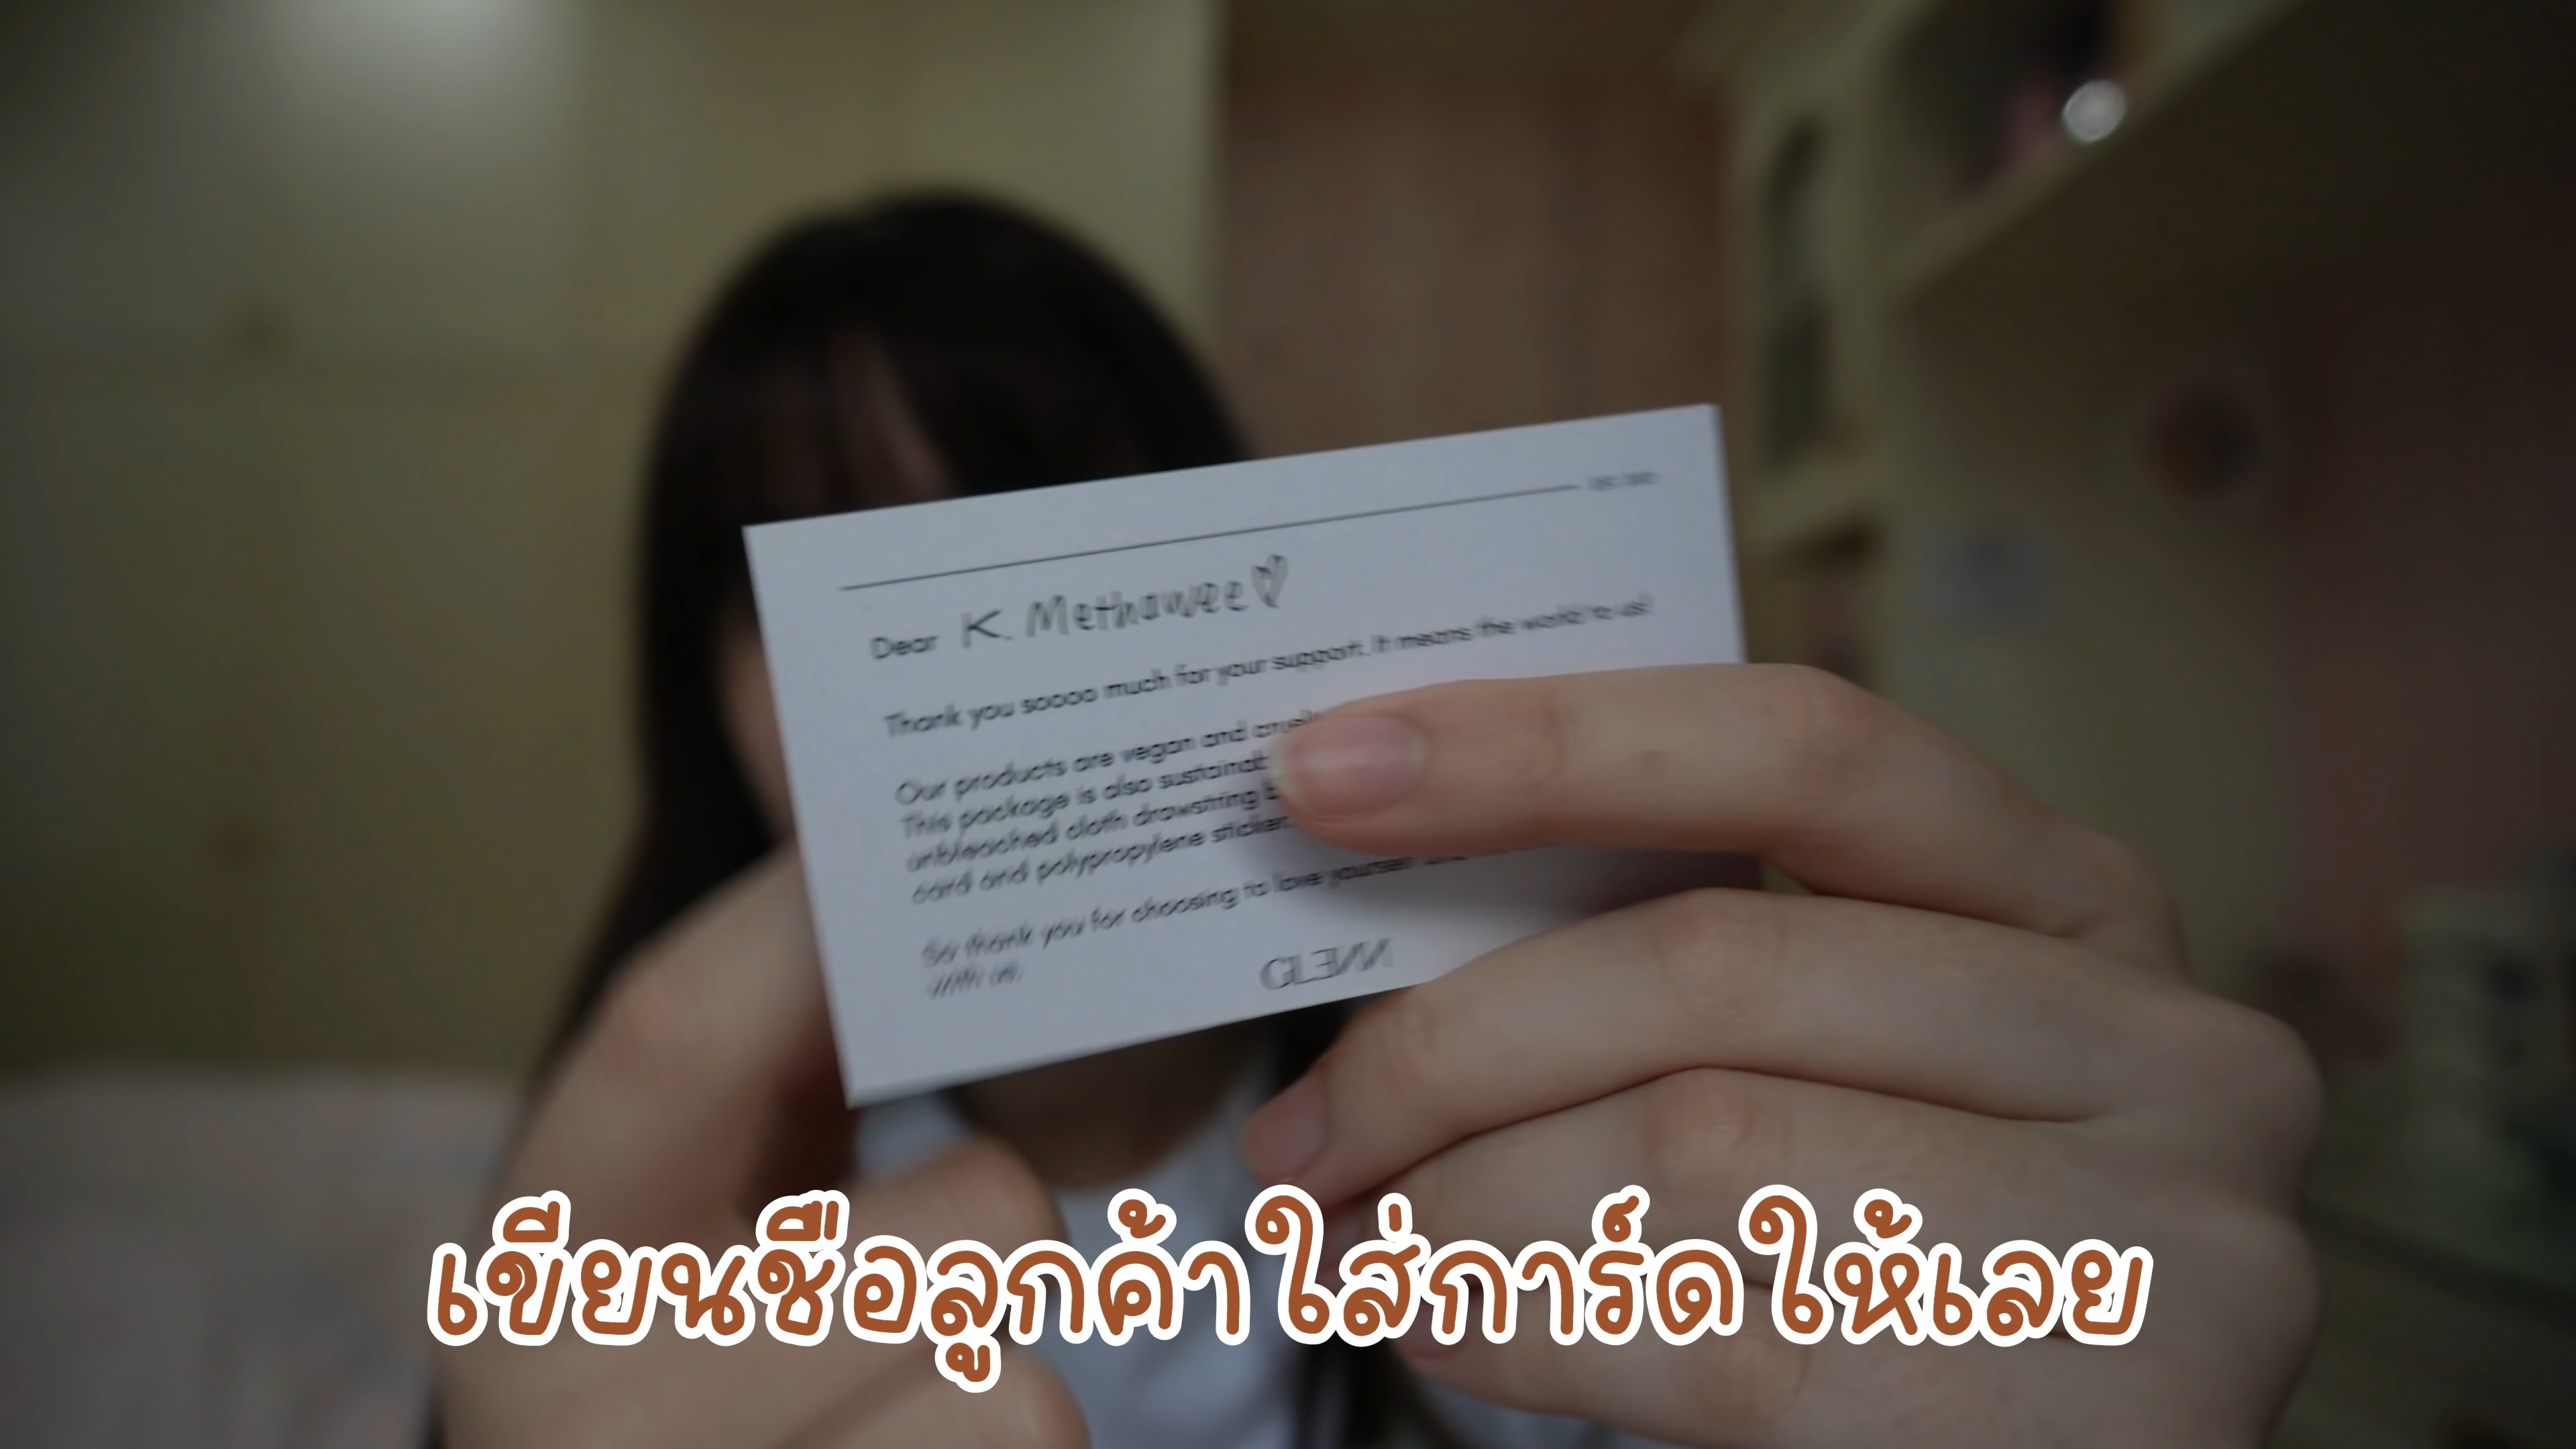 Dear K. Methawee♡
Thank you soooo much for your support. It means the world to us!
Our products are vegan and
This package is also
unbleached cloth drawstring
card and polypropylene
So thank you for choosing to love yourself
with us.
GLENN
เขียนชื่อลูกค้า ใส่การ์ด ให้เลย